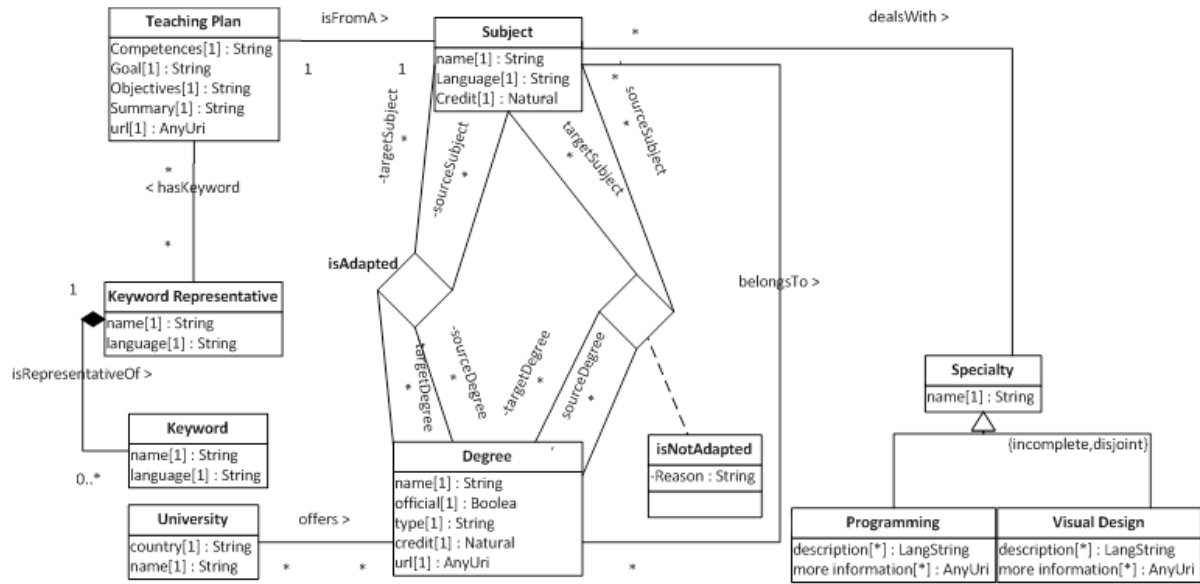 Teaching Plan
Competences[1] : String
Goal[1] : String
Objectives[1] : String
Summary[1] : String
url[1] : AnyUri
isFromA >
1
1
Subject
name[1] : String
Language[1] : String
Credit[1] : Natural
*
dealsWith >
*
-targetSubject
*
-sourceSubject
*
targetSubject
*
sourceSubject
*
*
< hasKeyword
*
isAdapted
belongsTo >
1
Keyword Representative
name[1] : String
language[1] : String
isRepresentativeOf >
0..*
Keyword
name[1] : String
language[1] : String
targetDegree
*
-sourceDegree
*
-targetDegree
*
sourceDegree
*
Specialty
name[1] : String
{incomplete,disjoint}
isNotAdapted
-Reason : String
Degree
name[1] : String
official[1] : Boolea
type[1] : String
credit[1] : Natural
url[1] : AnyUri
University
country[1] : String
name[1] : String
offers >
*
*
*
Programming
description[*] : LangString
more information[*] : AnyUri
Visual Design
description[*] : LangString
more information[*] : AnyUri